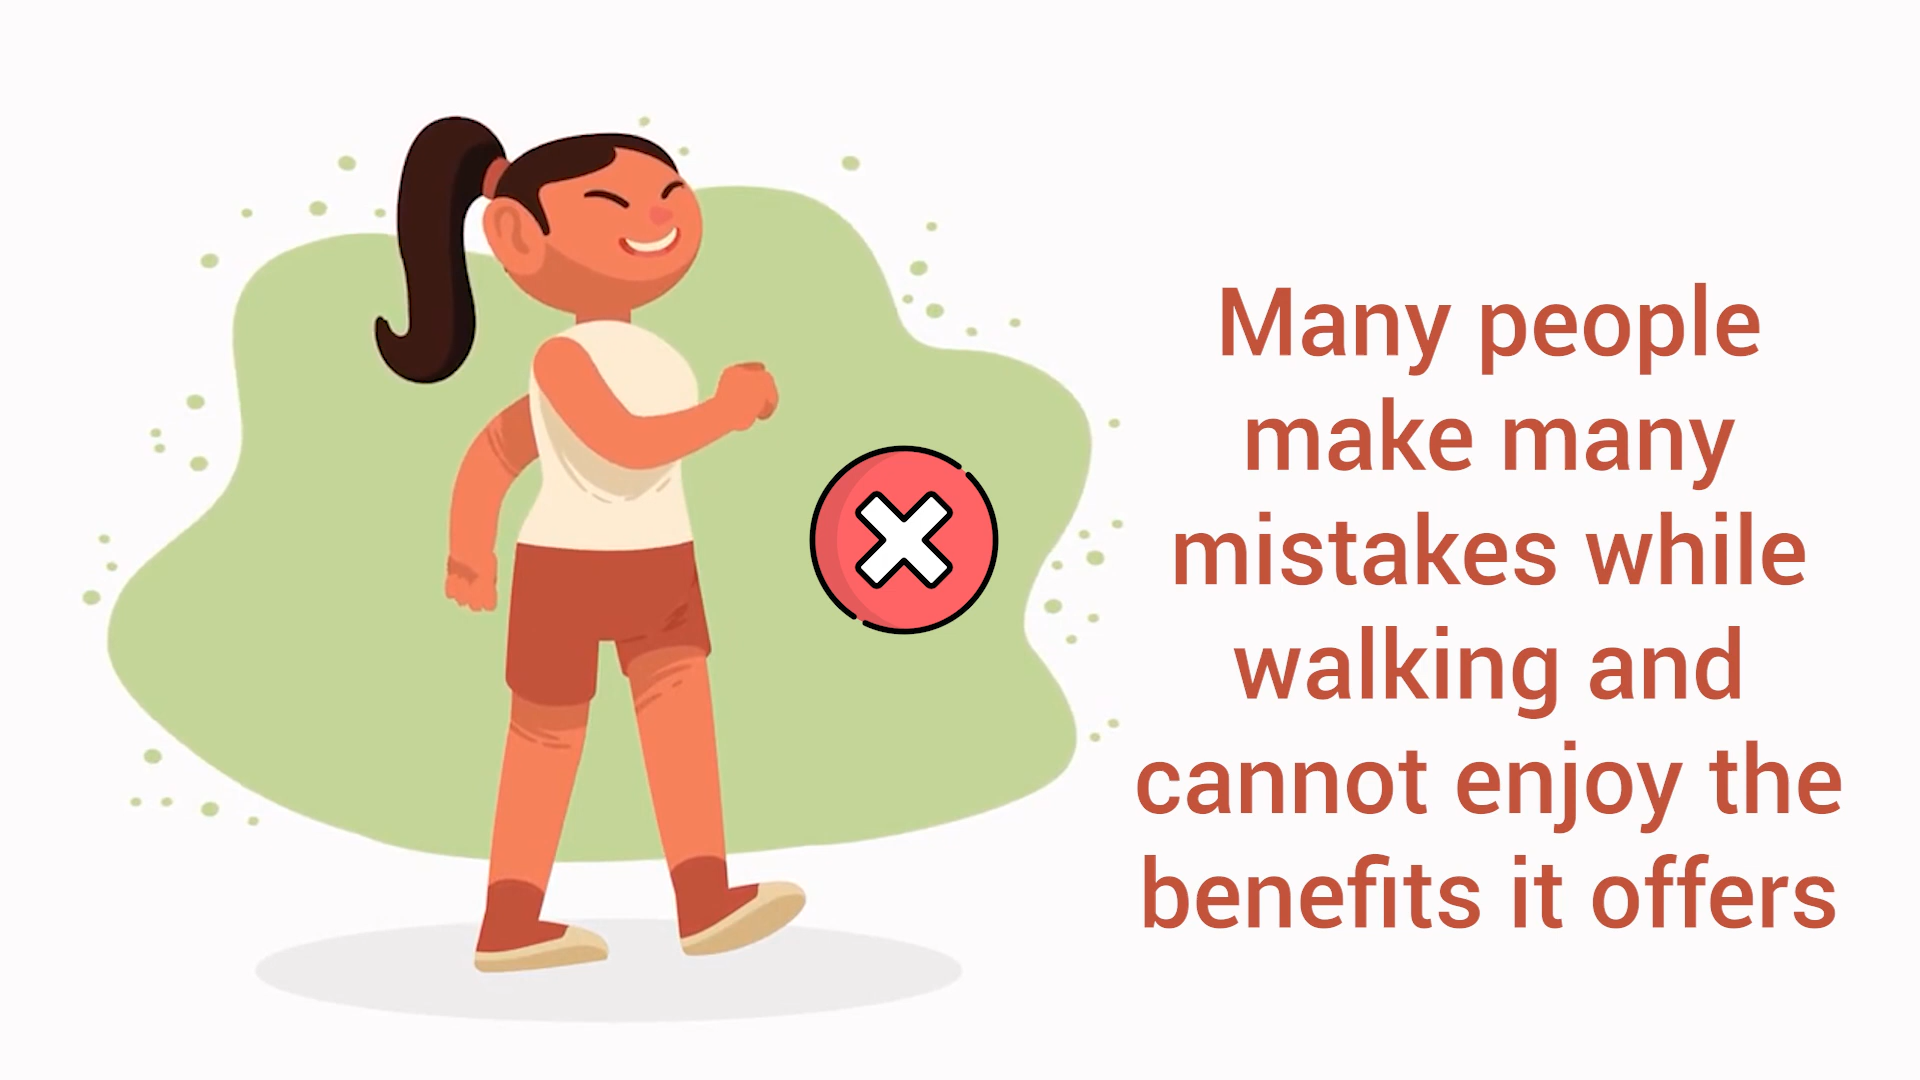 Many people
make many
mistakes while
walking and
cannot enjoy the
benefits it offers